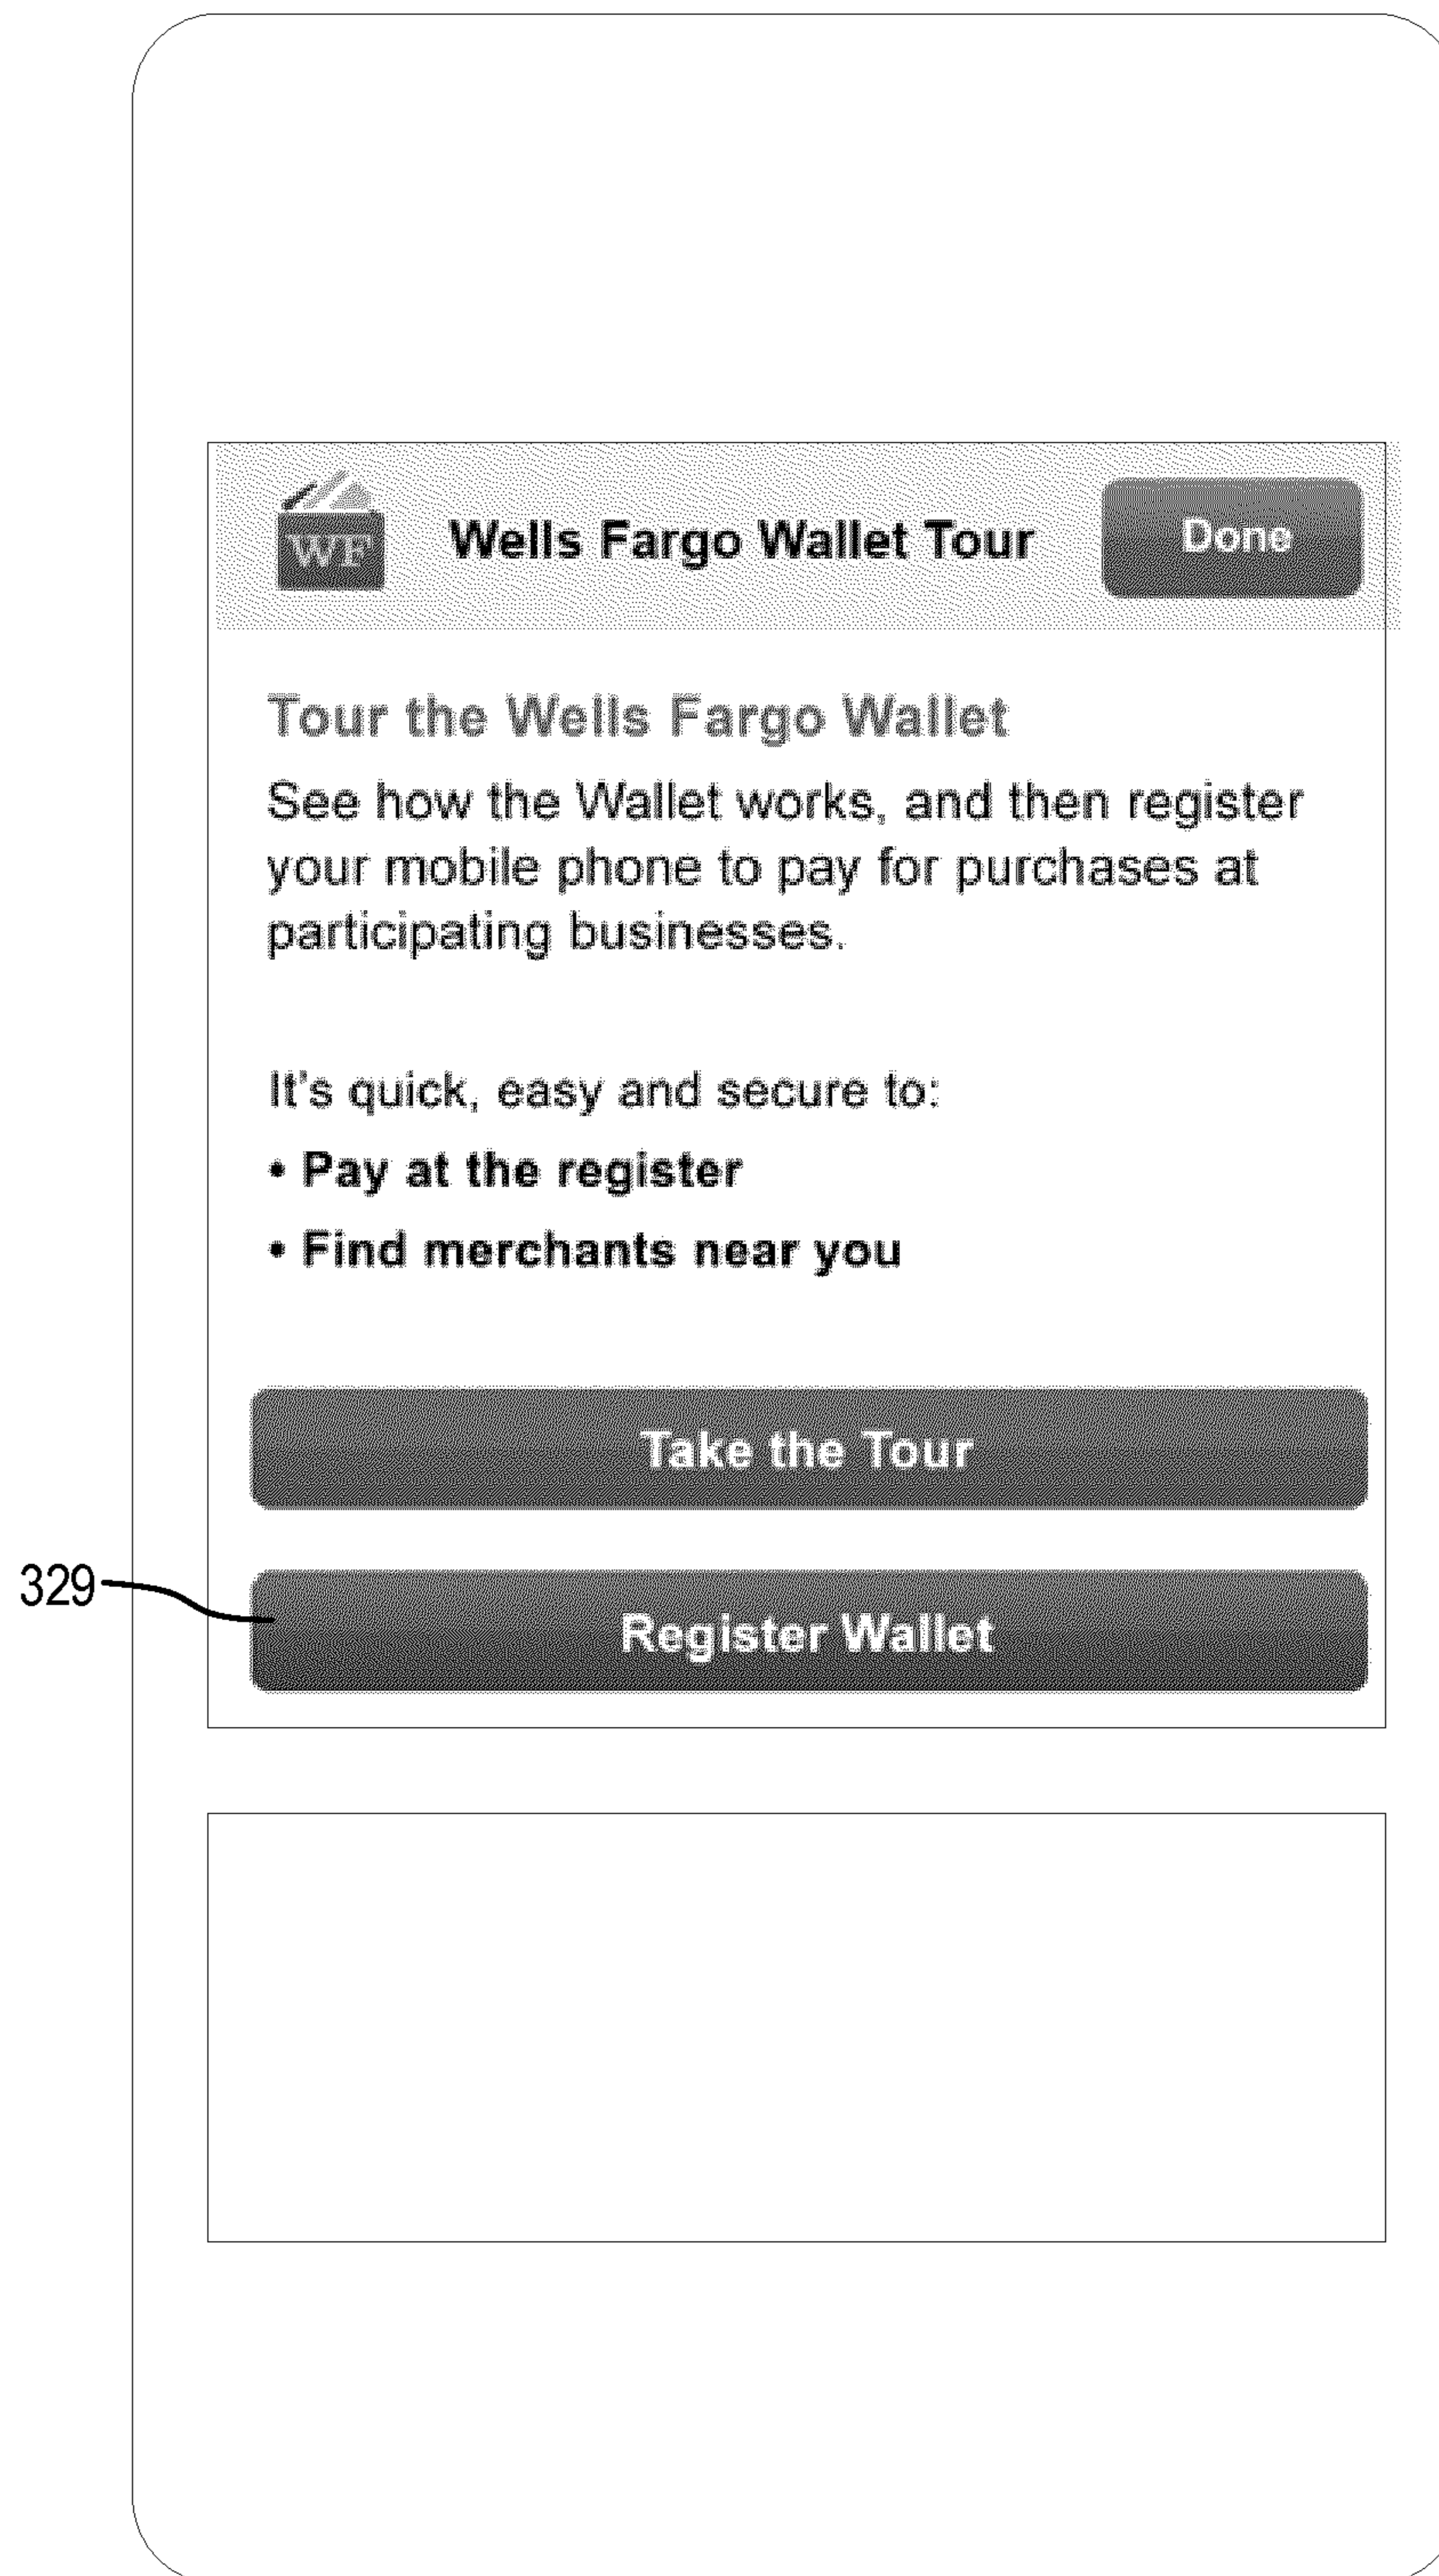 WF
Wells Fargo Wallet Tour
Done
Tour the Wells Fargo Wallet
See how the Wallet works, and then register
your mobile phone to pay for purchases at
participating businesses.
It's quick, easy and secure to:
• Pay at the register
• Find merchants near you
Take the Tour
329
Register Wallet